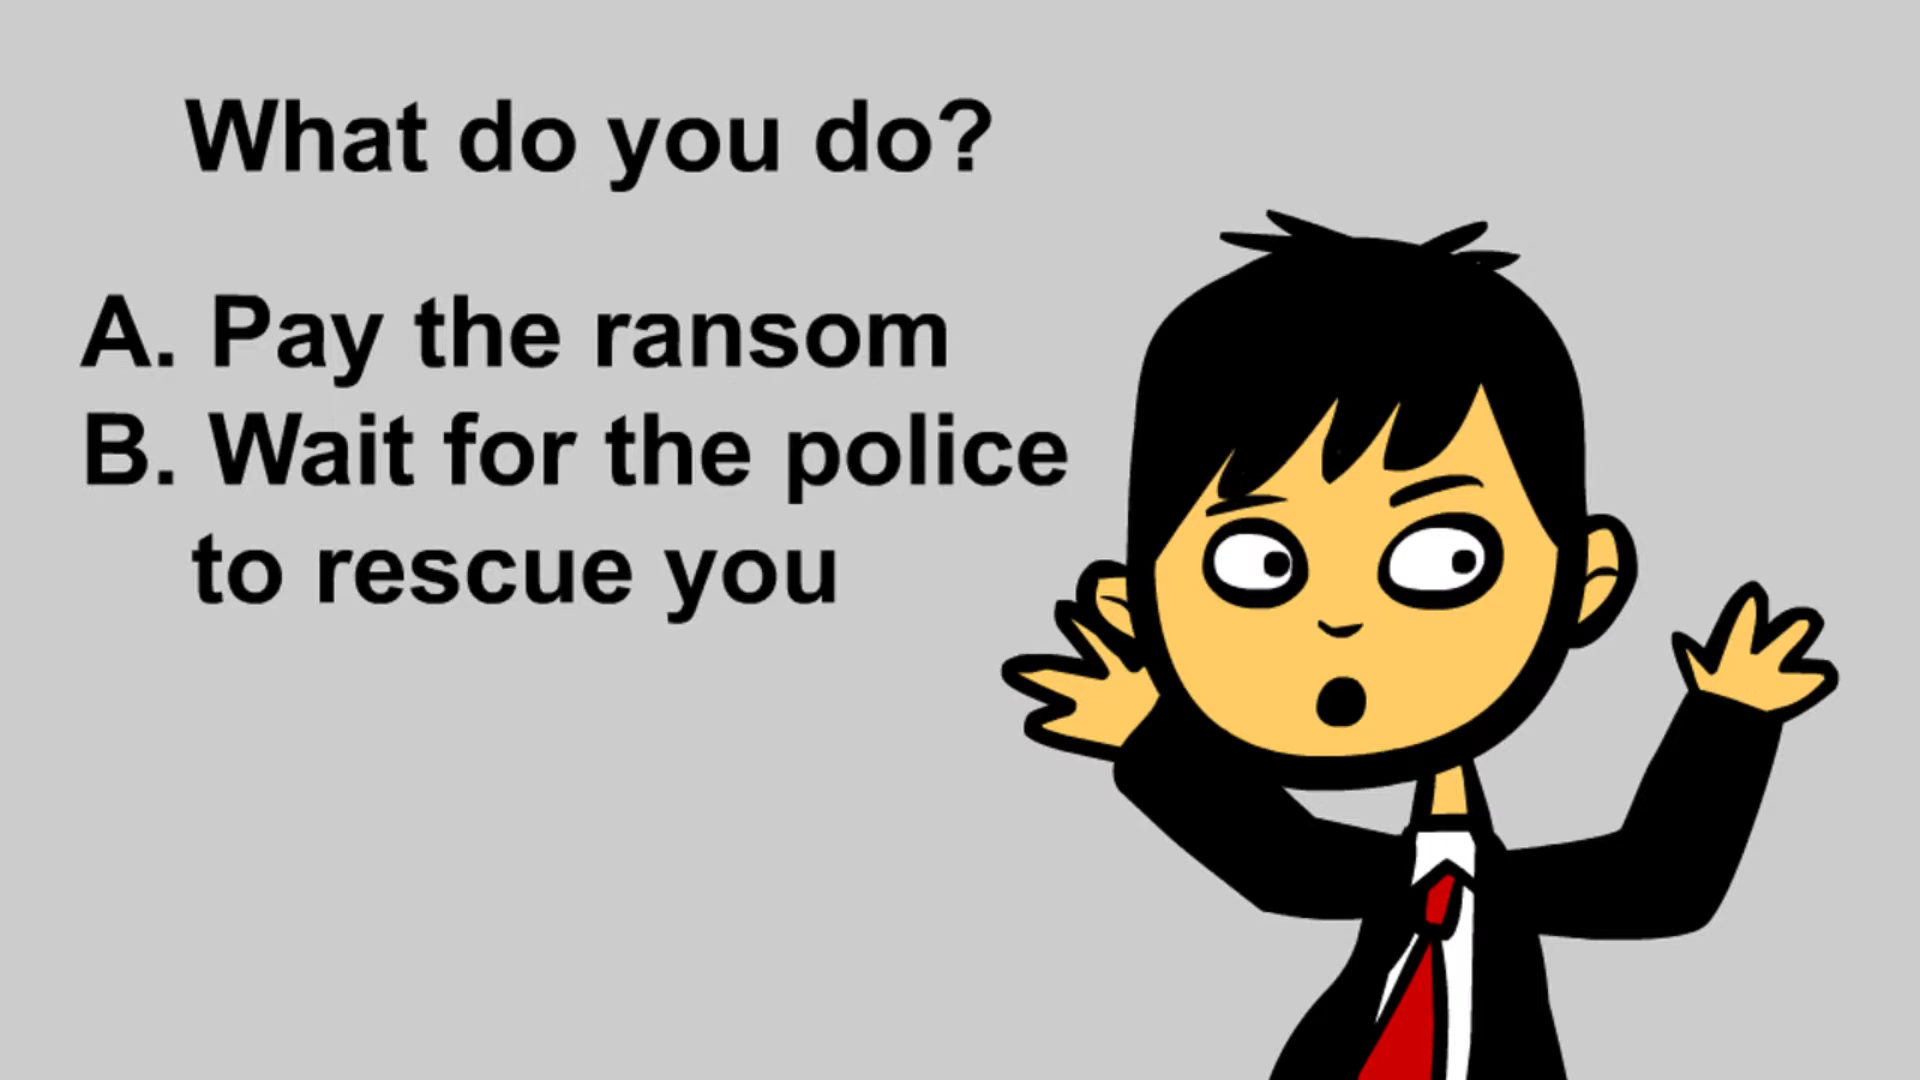 What do you do?
A. Pay the ransom
B. Wait for the police
to rescue you